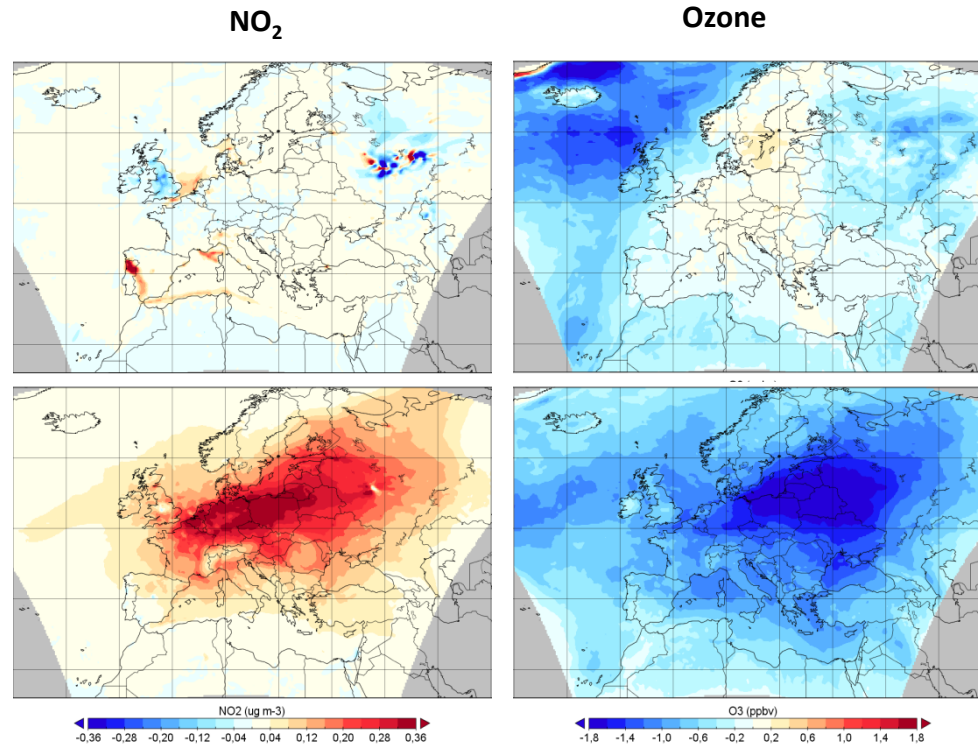 NO2
Ozone
NO2 (ug m-3)
-0,36 -0,28 -0,20 -0,12 -0,04 0,04 0,12 0,20 0,28 0,36
O3 (ppbv)
-1,8 -1,4 -1,0 -0,6 -0,2 0,2 0,6 1,0 1,4 1,8